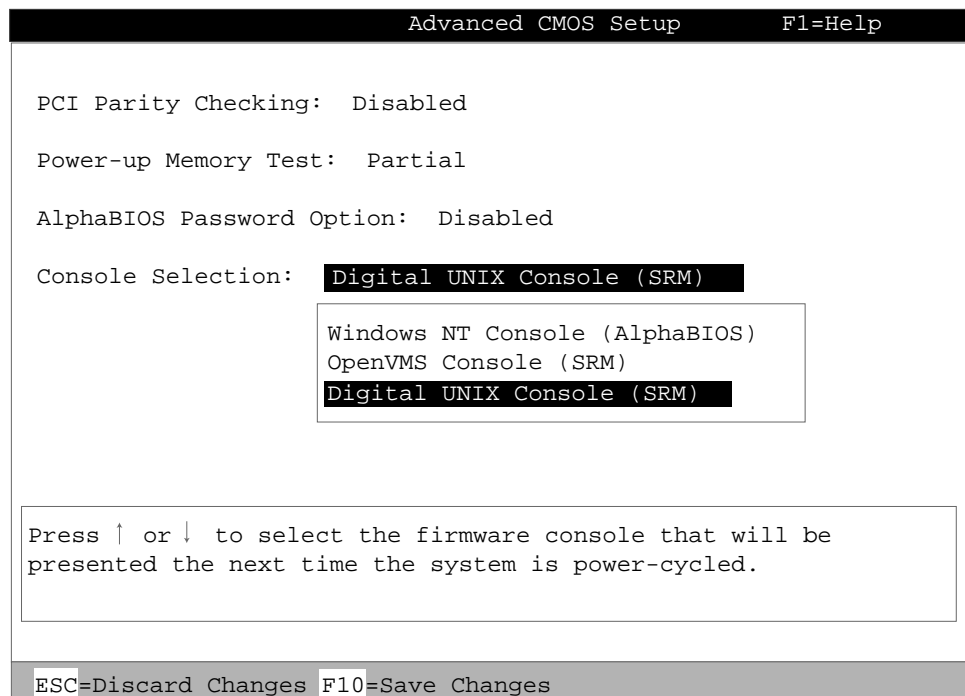 Advanced CMOS Setup F1=Help
PCI Parity Checking: Disabled
Power-up Memory Test: Partial
AlphaBIOS Password Option: Disabled
Console Selection: Digital UNIX Console (SRM)
Windows NT Console (AlphaBIOS)
OpenVMS Console (SRM)
Digital UNIX Console (SRM)
Press ↑ or ↓ to select the firmware console that will be
presented the next time the system is power-cycled.
ESC=Discard Changes F10=Save Changes